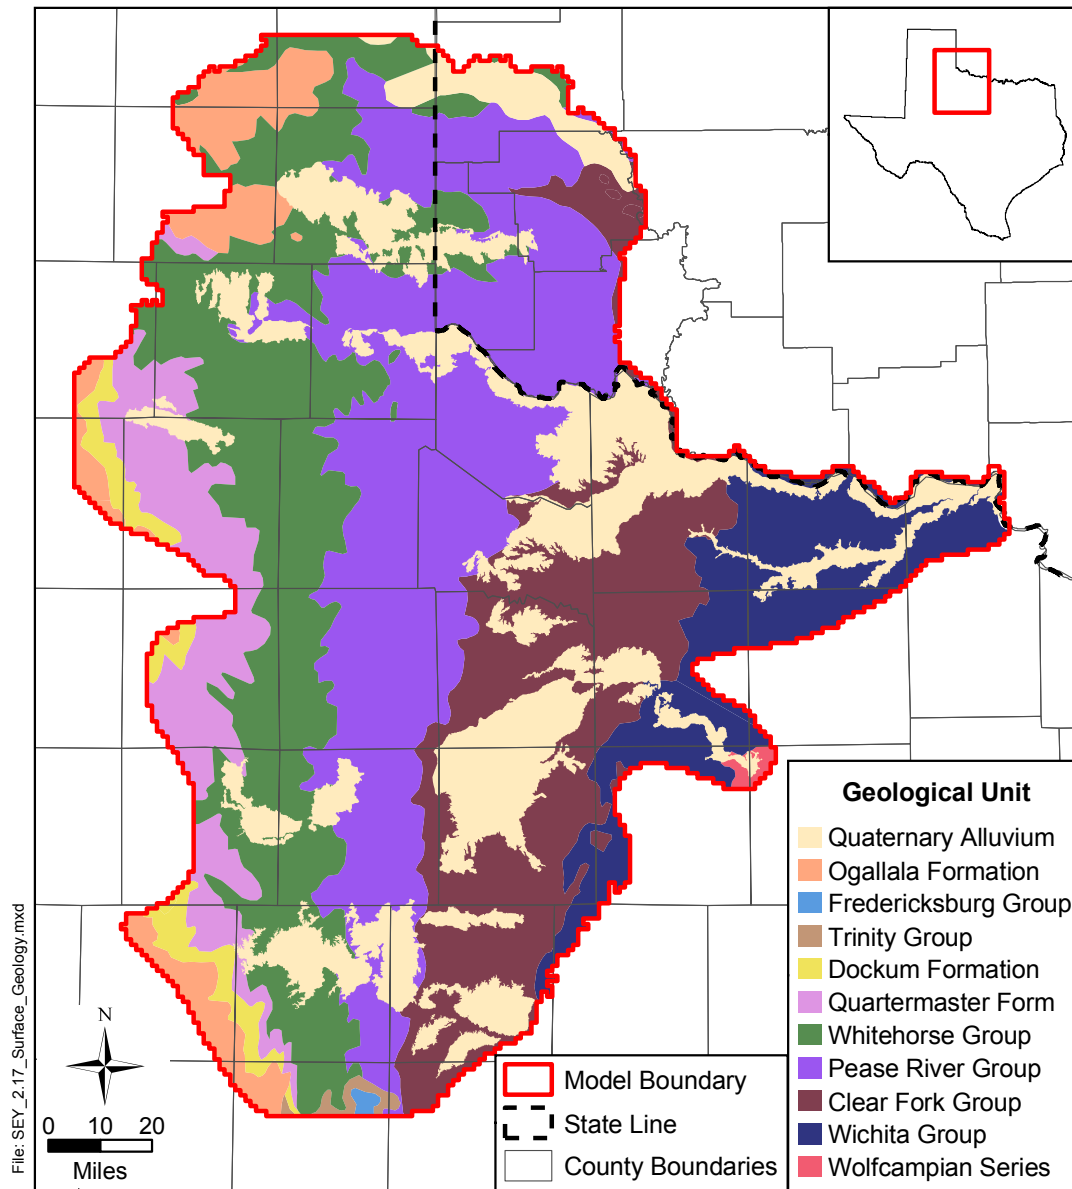 Geological Unit
Quaternary Alluvium
Ogallala Formation
Fredericksburg Group
Trinity Group
Dockum Formation
Quartermaster Form
Whitehorse Group
Pease River Group
Clear Fork Group
Wichita Group
Wolfcampian Series
Model Boundary
State Line
County Boundaries
N
0 10 20
Miles
File: SEY_2.17_Surface_Geology.mxd